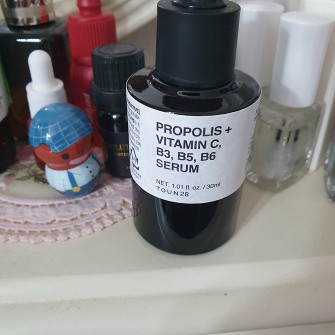 PROPOLIS +
VITAMIN C,
B3, B5, B6
SERUM
NET. 1.01 fl. oz. / 30ml
TOUN28